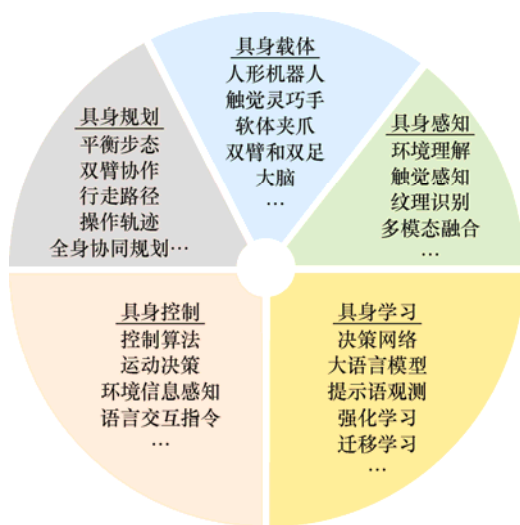 具身载体
人形机器人
触觉灵巧手
软体夹爪
双臂和双足
大脑
…
具身感知
环境理解
触觉感知
纹理识别
多模态融合
…
具身学习
决策网络
大语言模型
提示语观测
强化学习
迁移学习
…
具身控制
控制算法
运动决策
环境信息感知
语言交互指令
…
具身规划
平衡步态
双臂协作
行走路径
操作轨迹
全身协同规划…